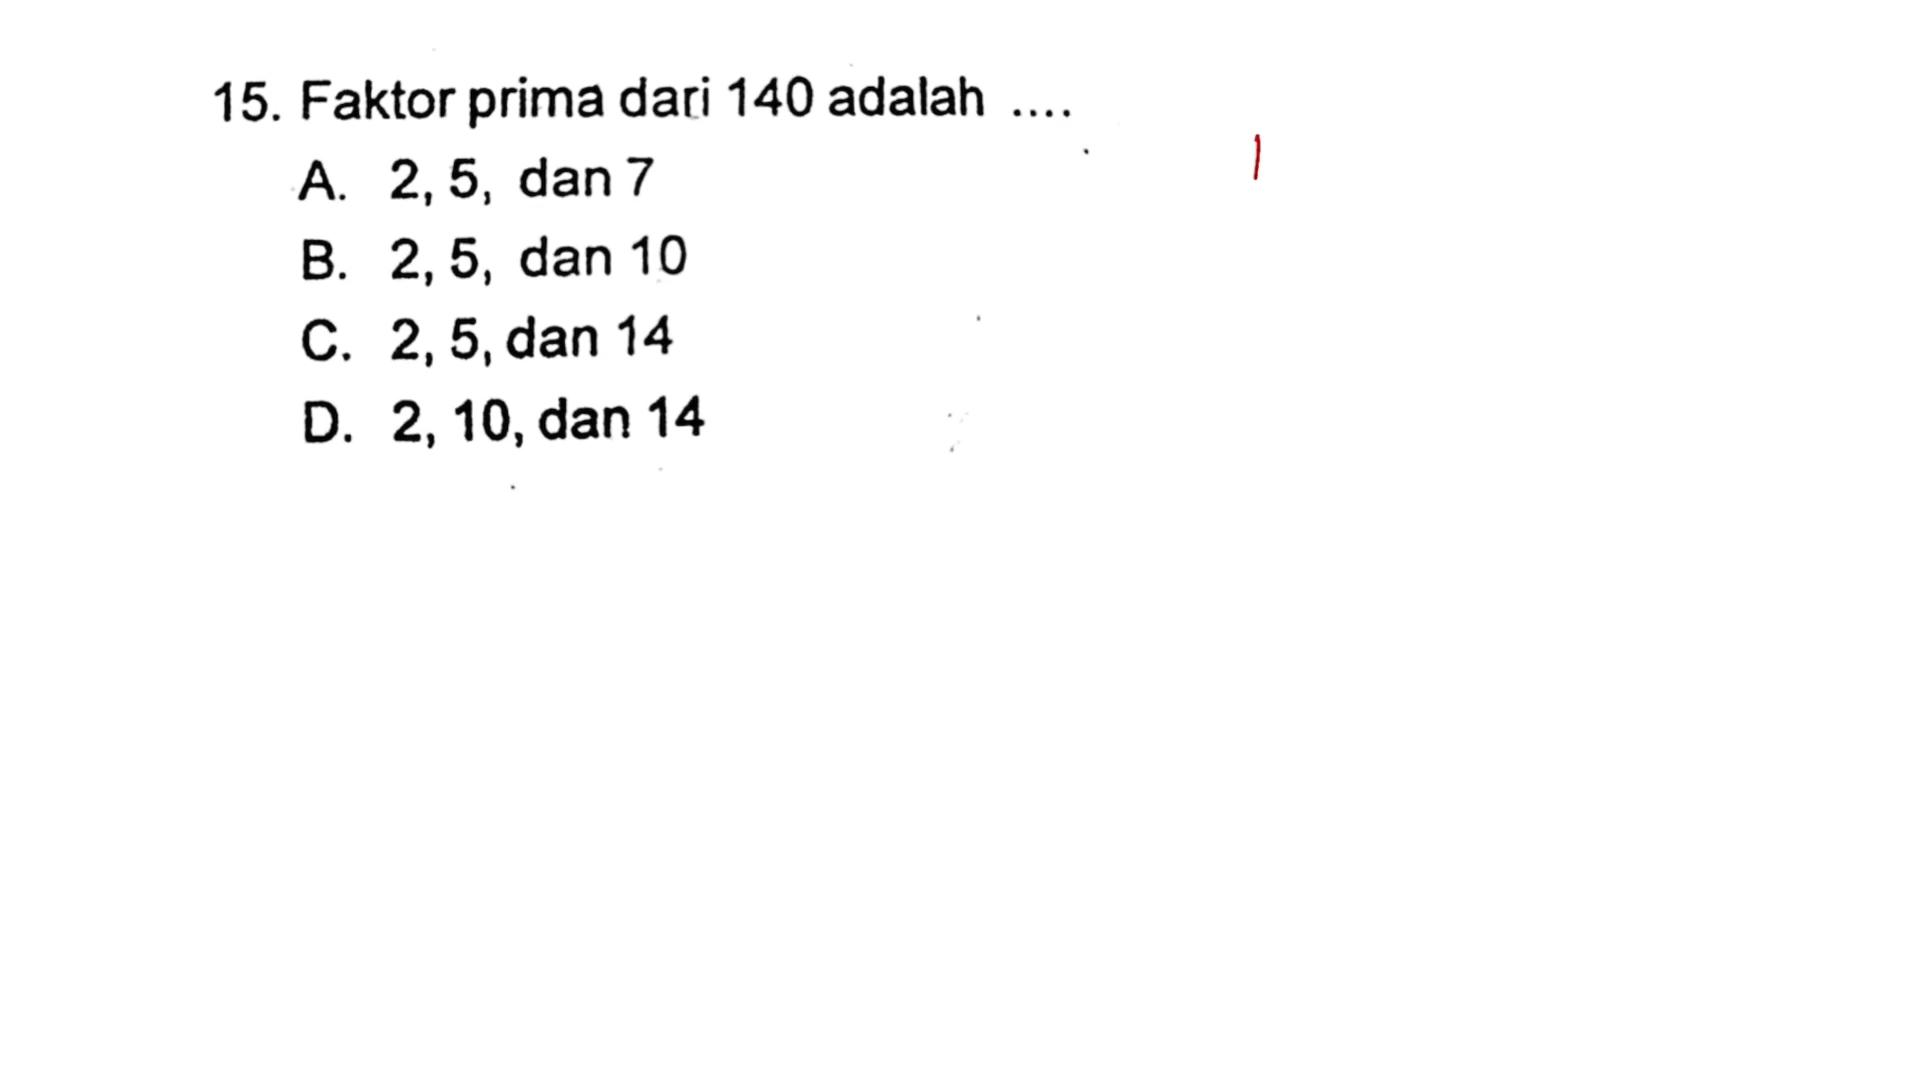 15. Faktor prima dari 140 adalah ....
A. 2, 5, dan 7
B. 2, 5, dan 10
C. 2, 5, dan 14
D. 2, 10, dan 14